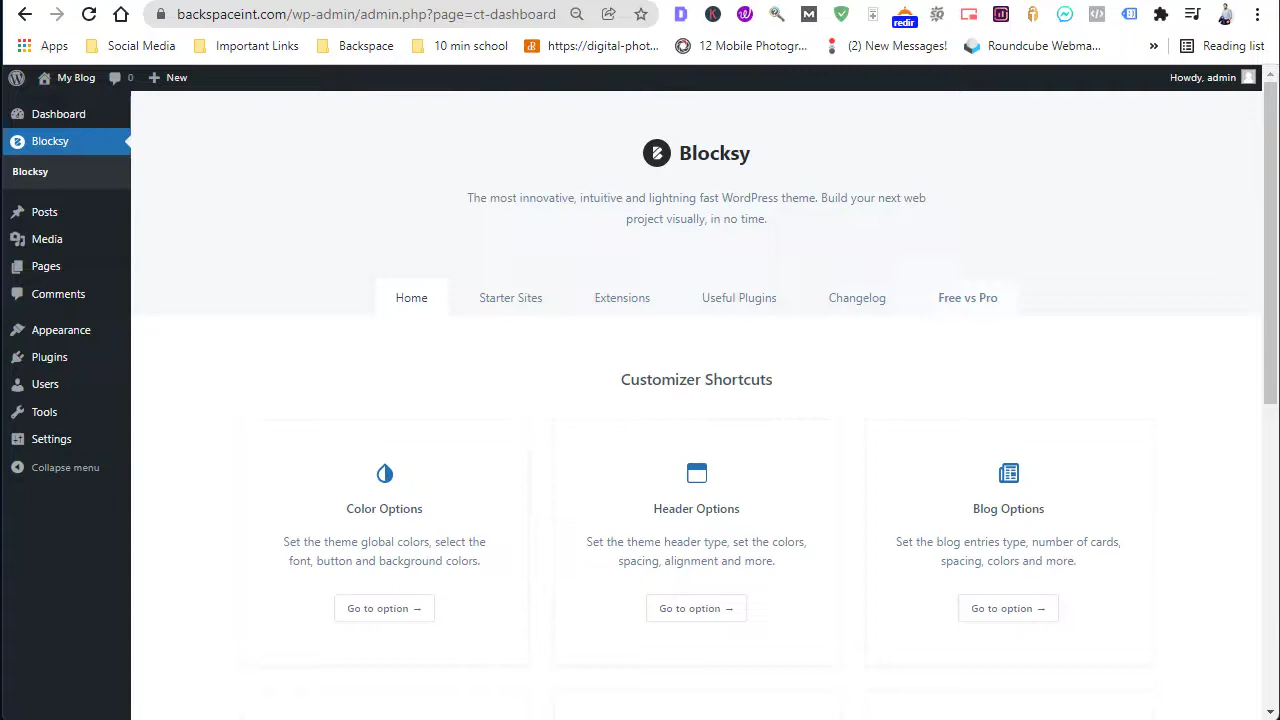 backspaceint.com/wp-admin/admin.php?page=ct-dashboard
redir
Apps
Social Media
Important Links
Backspace
10 min school
https://digital-phot...
12 Mobile Photogr...
(2) New Messages!
Roundcube Webma...
»
Reading list
My Blog
0
New
Howdy, admin
Dashboard
Blocksy
Blocksy
Posts
Media
Pages
Comments
Appearance
Plugins
Users
Tools
Settings
Collapse menu
Blocksy
The most innovative, intuitive and lightning fast WordPress theme. Build your next web
project visually, in no time.
Home
Starter Sites
Extensions
Useful Plugins
Changelog
Free vs Pro
Customizer Shortcuts
Color Options
Set the theme global colors, select the
font, button and background colors.
Go to option →
Header Options
Set the theme header type, set the colors,
spacing, alignment and more.
Go to option →
Blog Options
Set the blog entries type, number of cards,
spacing, colors and more.
Go to option →